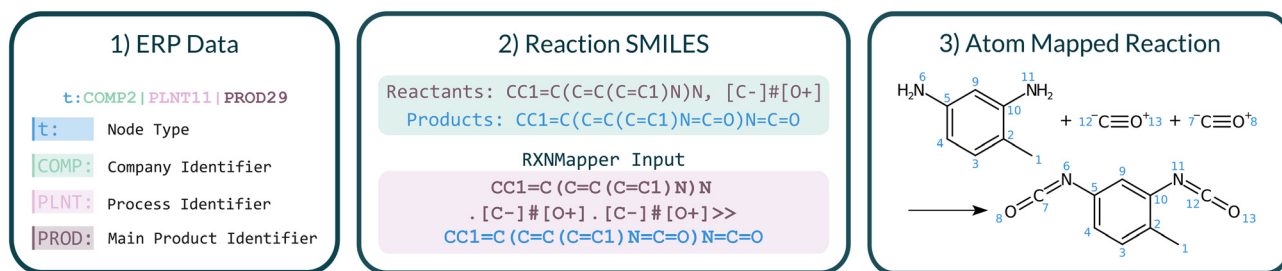 1) ERP Data
t:COMP2|PLNT11|PROD29
t: Node Type
COMP: Company Identifier
PLNT: Process Identifier
PROD: Main Product Identifier
2) Reaction SMILES
Reactants: CC1=C(C=C(C=C1)N)N, [C-]#[O+]
Products: CC1=C(C=C(C=C1)N=C=O)N=C=O
RXNMapper Input
CC1=C(C=C(C=C1)N)N
.[C-]#[O+].[C-]#[O+]>>
CC1=C(C=C(C=C1)N=C=O)N=C=O
3) Atom Mapped Reaction
6 9 11
H₂N NH₂
5 10
+ 12 ⁻C≡O⁺ 13 + 7 ⁻C≡O⁺ 8
4 2
3 1
6 9 11
N N O
5 10 C 12 13
O C
8 7
4 2
3 1